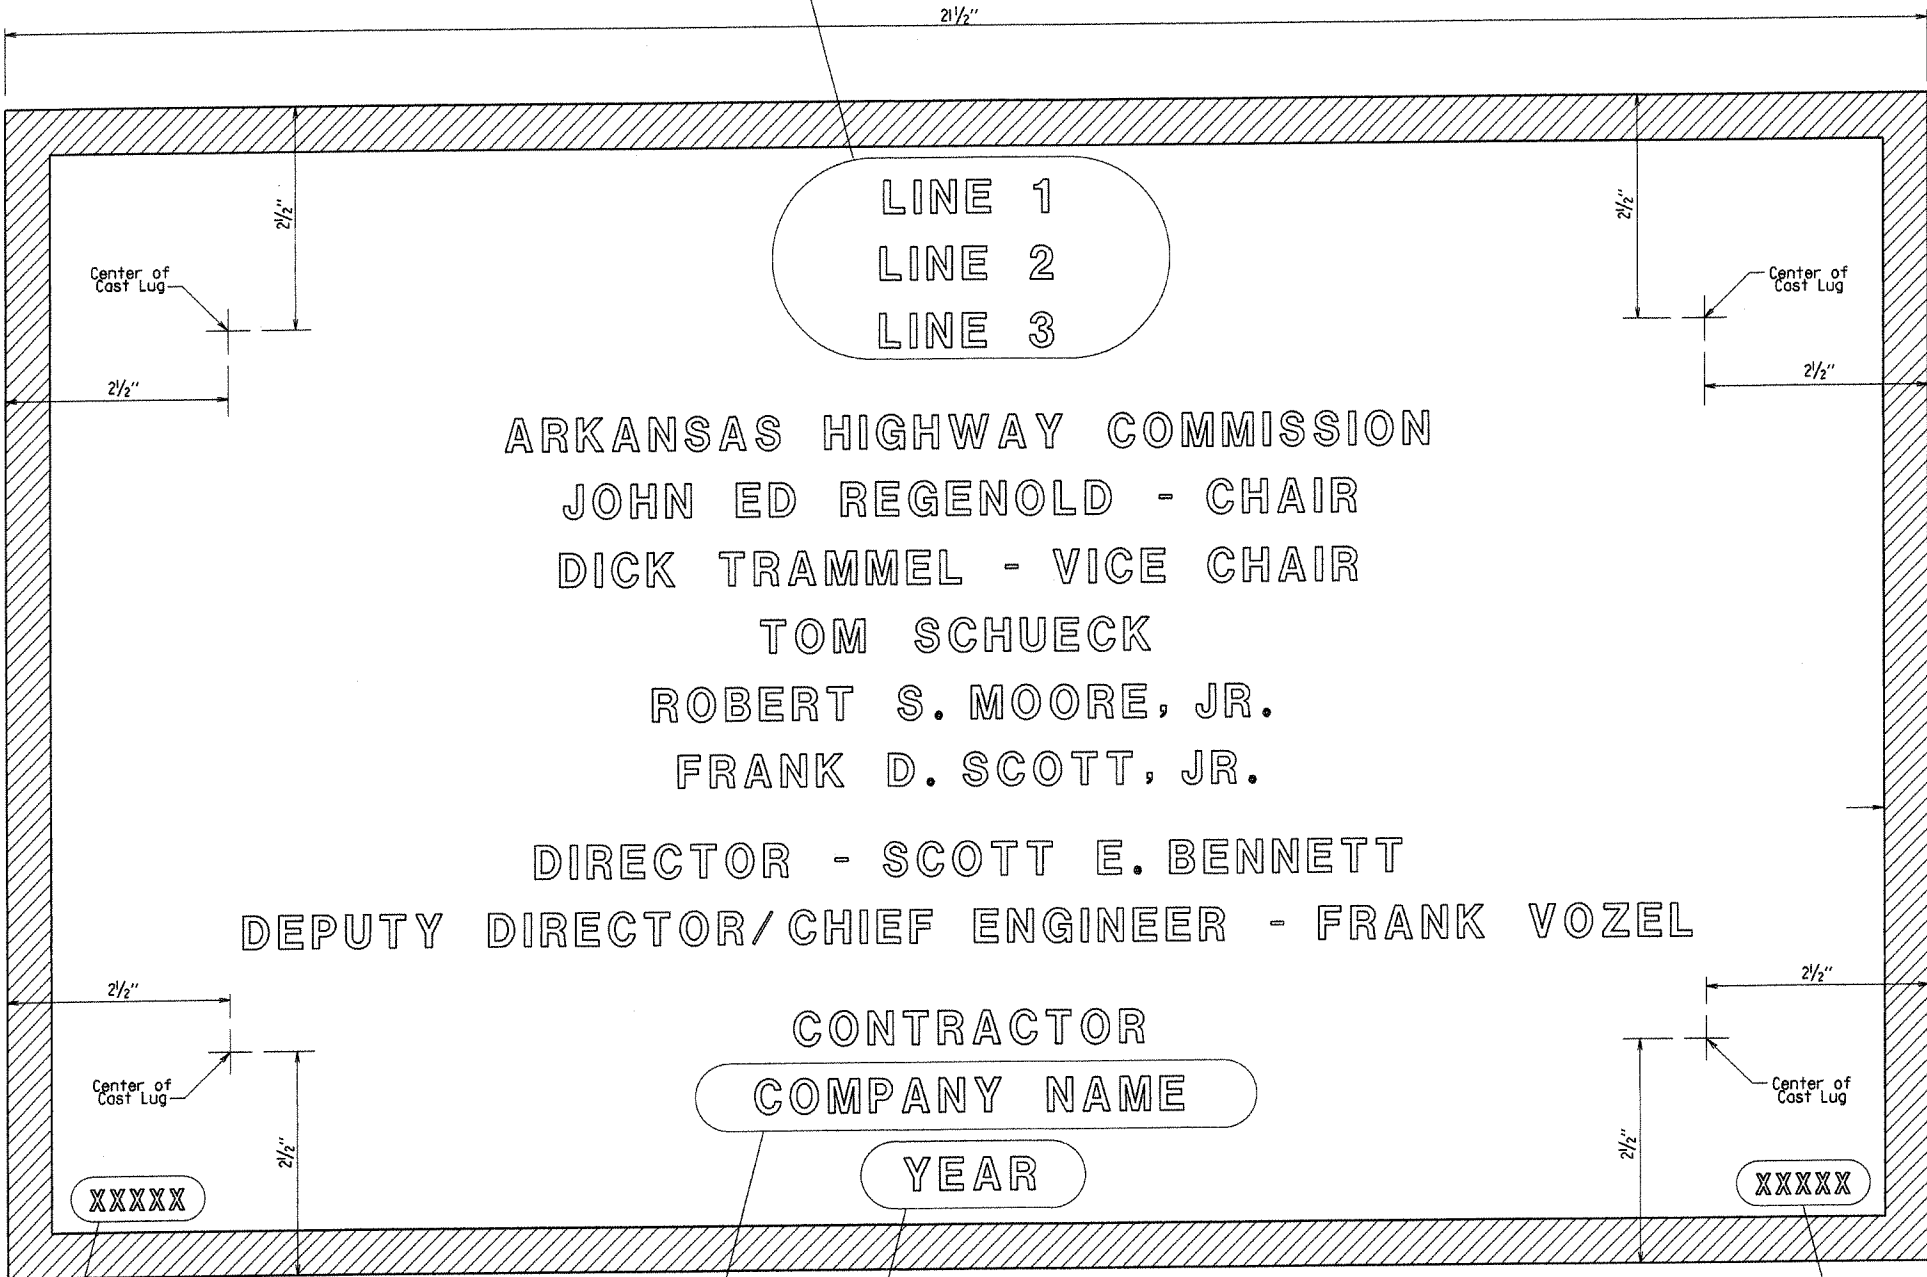 21½"
2½"
2½"
LINE 1
LINE 2
LINE 3
Center of
Cast Lug
Center of
Cast Lug
2½"
2½"
ARKANSAS HIGHWAY COMMISSION
JOHN ED REGENOLD - CHAIR
DICK TRAMMEL - VICE CHAIR
TOM SCHUECK
ROBERT S. MOORE, JR.
FRANK D. SCOTT, JR.
DIRECTOR - SCOTT E. BENNETT
DEPUTY DIRECTOR/CHIEF ENGINEER - FRANK VOZEL
2½"
2½"
CONTRACTOR
Center of
Cast Lug
COMPANY NAME
Center of
Cast Lug
2½"
2½"
YEAR
XXXXX
XXXXX